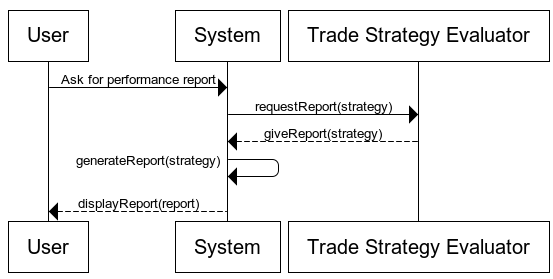 User
System
Trade Strategy Evaluator
Ask for performance report
requestReport(strategy)
giveReport(strategy)
generateReport(strategy)
displayReport(report)
User
System
Trade Strategy Evaluator